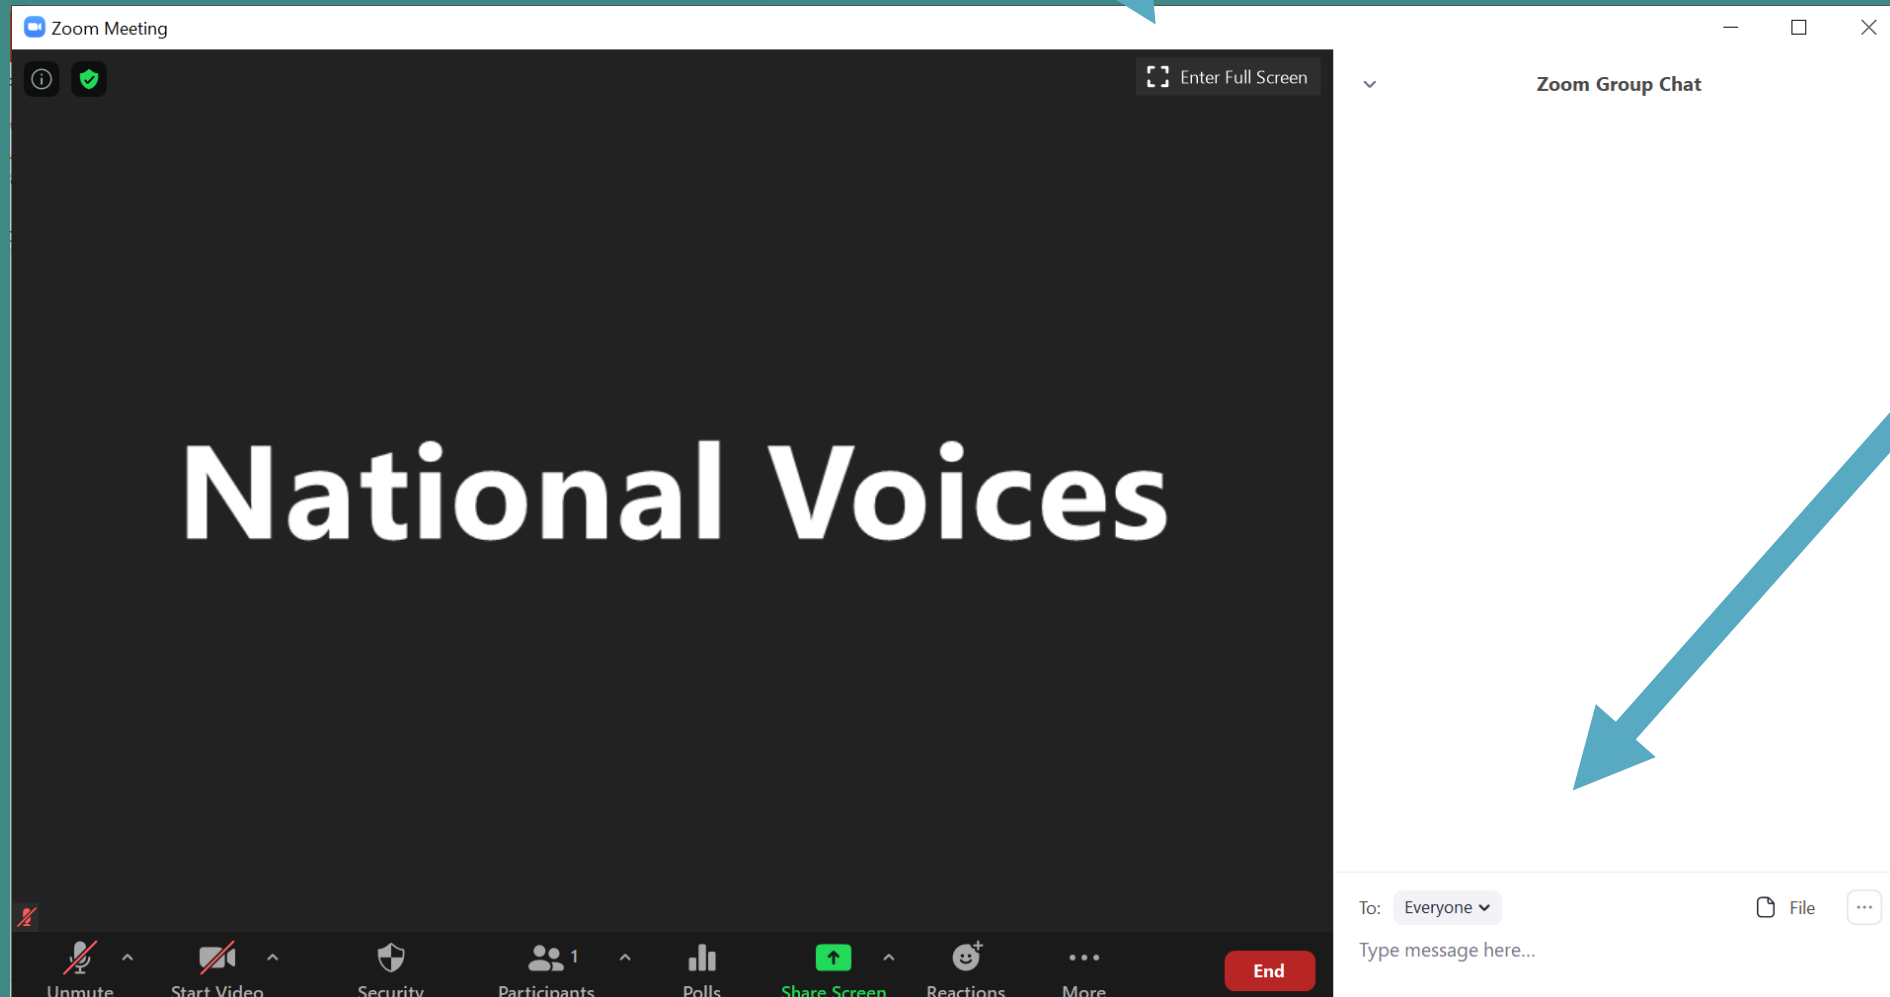 Zoom Meeting
Enter Full Screen
Zoom Group Chat
National Voices
To: Everyone File
Type message here...
1
End
Unmute Start Video Security Participants Polls Share Screen Reactions More